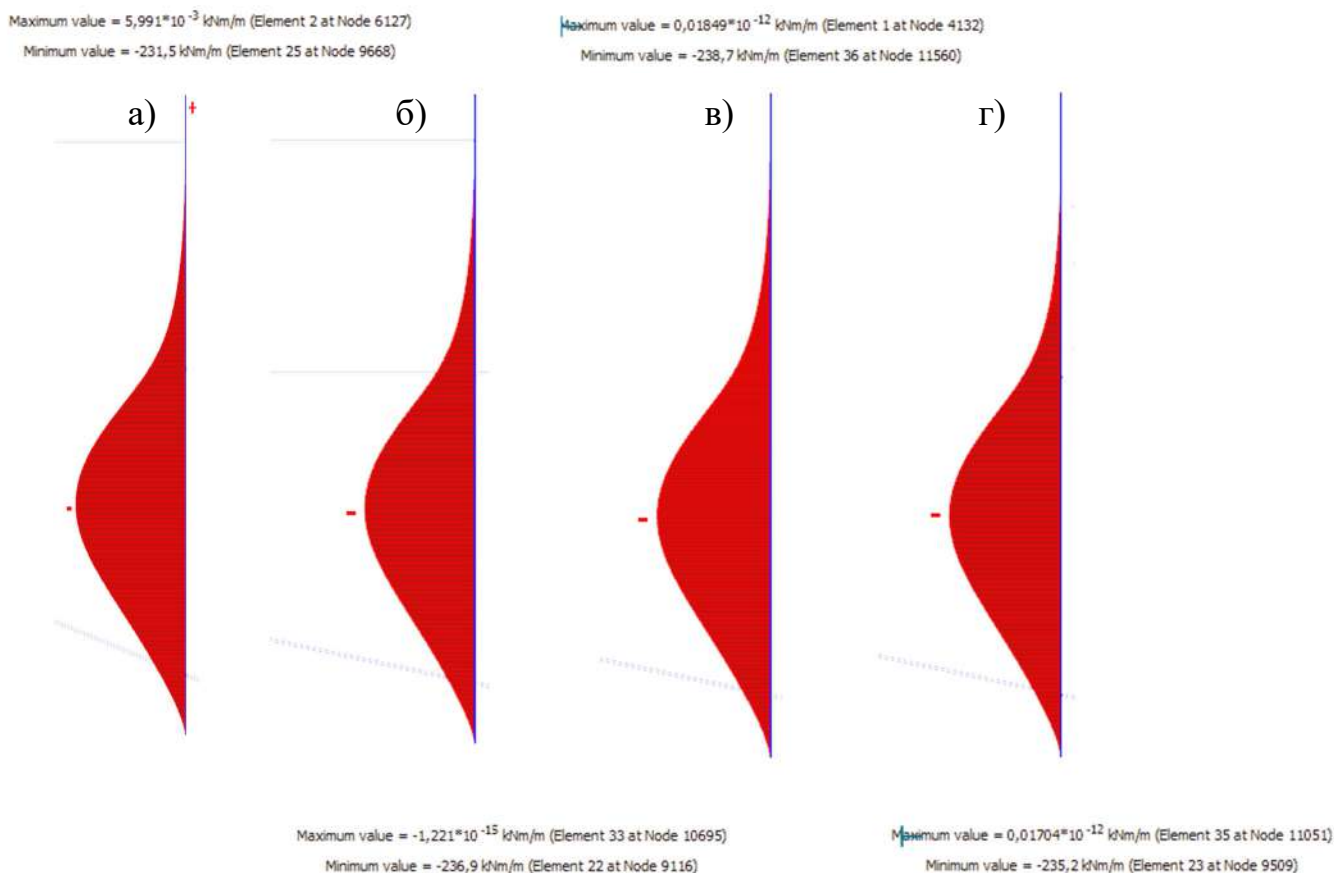 Maximum value = 5,991*10 -3 kNm/m (Element 2 at Node 6127)
Minimum value = -231,5 kNm/m (Element 25 at Node 9668)
Maximum value = 0,01849*10 -12 kNm/m (Element 1 at Node 4132)
Minimum value = -238,7 kNm/m (Element 36 at Node 11560)
а)
б)
в)
г)
Maximum value = -1,221*10 -15 kNm/m (Element 33 at Node 10695)
Minimum value = -236,9 kNm/m (Element 22 at Node 9116)
Maximum value = 0,01704*10 -12 kNm/m (Element 35 at Node 11051)
Minimum value = -235,2 kNm/m (Element 23 at Node 9509)